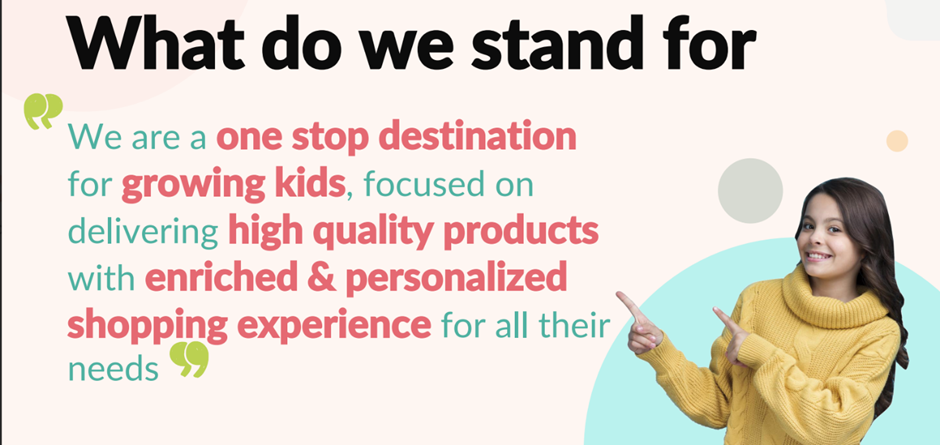 What do we stand for
“ We are a one stop destination
for growing kids, focused on
delivering high quality products
with enriched & personalized
shopping experience for all their
needs ”